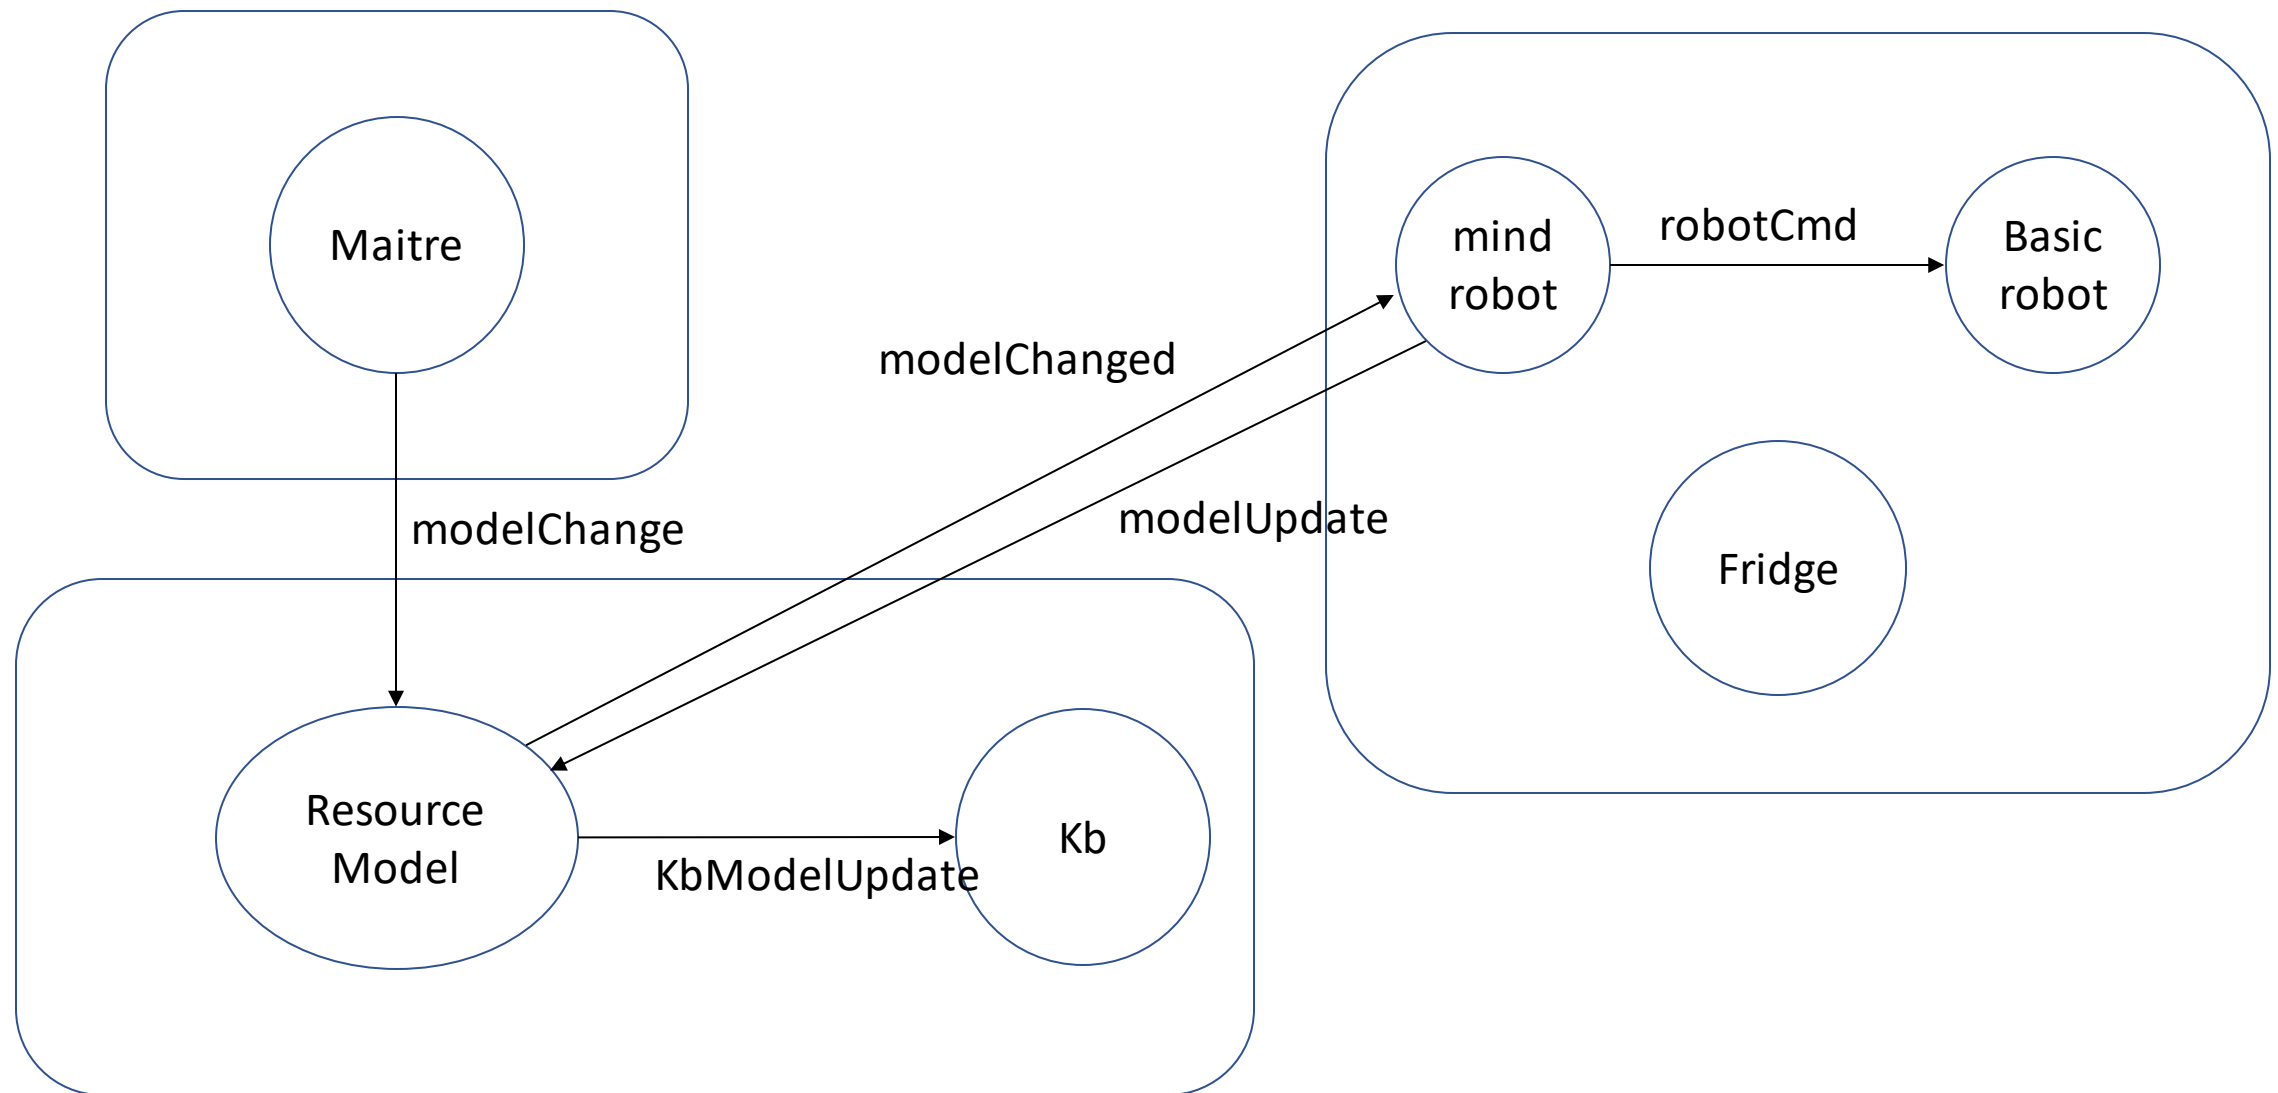 Maitre
mind
robot
robotCmd
Basic
robot
modelChanged
modelChange
modelUpdate
Fridge
Resource
Model
KbModelUpdate
Kb